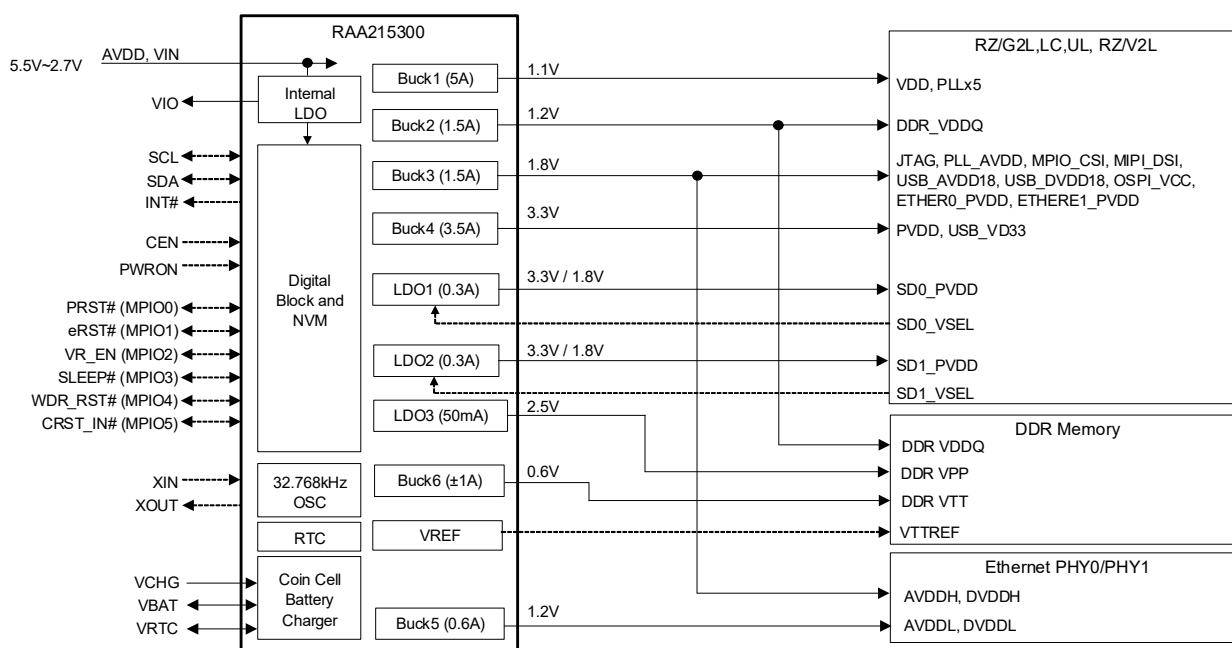 RAA215300
AVDD, VIN
5.5V~2.7V
VIO
SCL
SDA
INT#
CEN
PWRON
PRST# (MPIO0)
eRST# (MPIO1)
VR_EN (MPIO2)
SLEEP# (MPIO3)
WDR_RST# (MPIO4)
CRST_IN# (MPIO5)
XIN
XOUT
VCHG
VBAT
VRTC
Internal
LDO
Digital
Block and
NVM
32.768kHz
OSC
RTC
Coin Cell
Battery
Charger
Buck1 (5A)
Buck2 (1.5A)
Buck3 (1.5A)
Buck4 (3.5A)
LDO1 (0.3A)
LDO2 (0.3A)
LDO3 (50mA)
Buck6 (±1A)
VREF
Buck5 (0.6A)
1.1V
1.2V
1.8V
3.3V
3.3V / 1.8V
3.3V / 1.8V
2.5V
0.6V
1.2V
RZ/G2L,LC,UL, RZ/V2L
VDD, PLLx5
DDR_VDDQ
JTAG, PLL_AVDD, MPIO_CSI, MIPI_DSI,
USB_AVDD18, USB_DVDD18, OSPI_VCC,
ETHER0_PVDD, ETHERE1_PVDD
PVDD, USB_VD33
SD0_PVDD
SD0_VSEL
SD1_PVDD
SD1_VSEL
DDR Memory
DDR VDDQ
DDR VPP
DDR VTT
VTTREF
Ethernet PHY0/PHY1
AVDDH, DVDDH
AVDDL, DVDDL